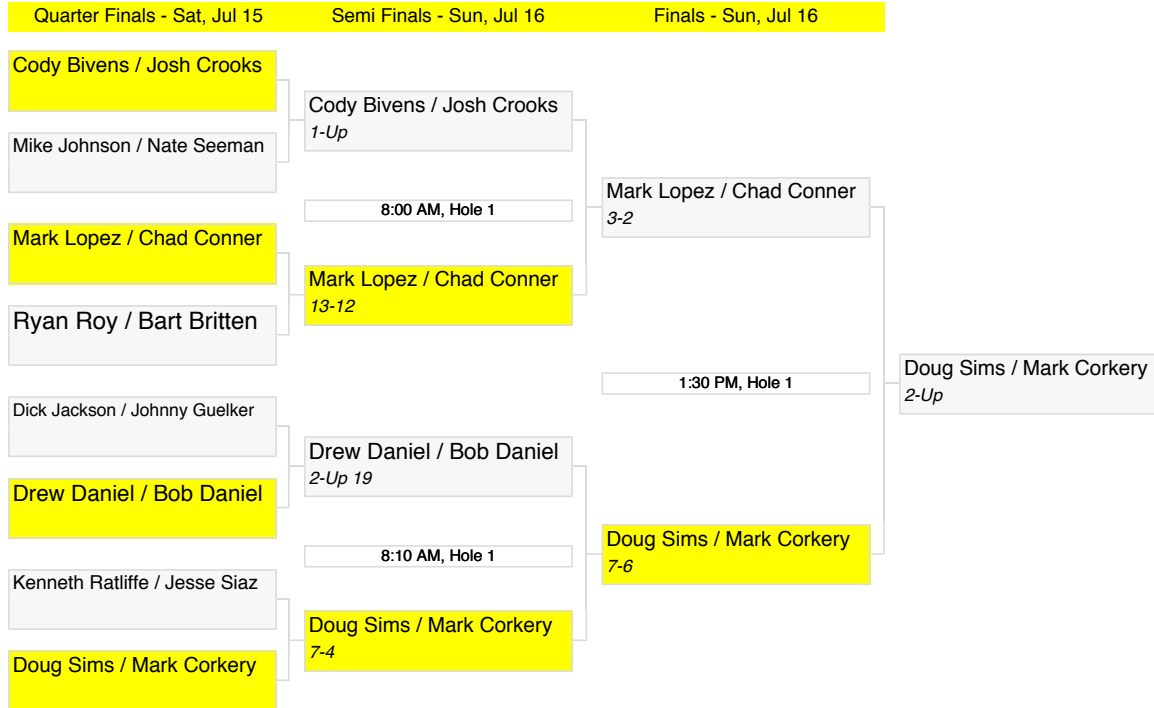 Quarter Finals - Sat, Jul 15
Semi Finals - Sun, Jul 16
Finals - Sun, Jul 16
Cody Bivens / Josh Crooks
Mike Johnson / Nate Seeman
Mark Lopez / Chad Conner
Ryan Roy / Bart Britten
Dick Jackson / Johnny Guelker
Drew Daniel / Bob Daniel
Kenneth Ratliffe / Jesse Siaz
Doug Sims / Mark Corkery
Cody Bivens / Josh Crooks
1-Up
8:00 AM, Hole 1
Mark Lopez / Chad Conner
13-12
Drew Daniel / Bob Daniel
2-Up 19
8:10 AM, Hole 1
Doug Sims / Mark Corkery
7-4
Mark Lopez / Chad Conner
3-2
1:30 PM, Hole 1
Doug Sims / Mark Corkery
7-6
Doug Sims / Mark Corkery
2-Up